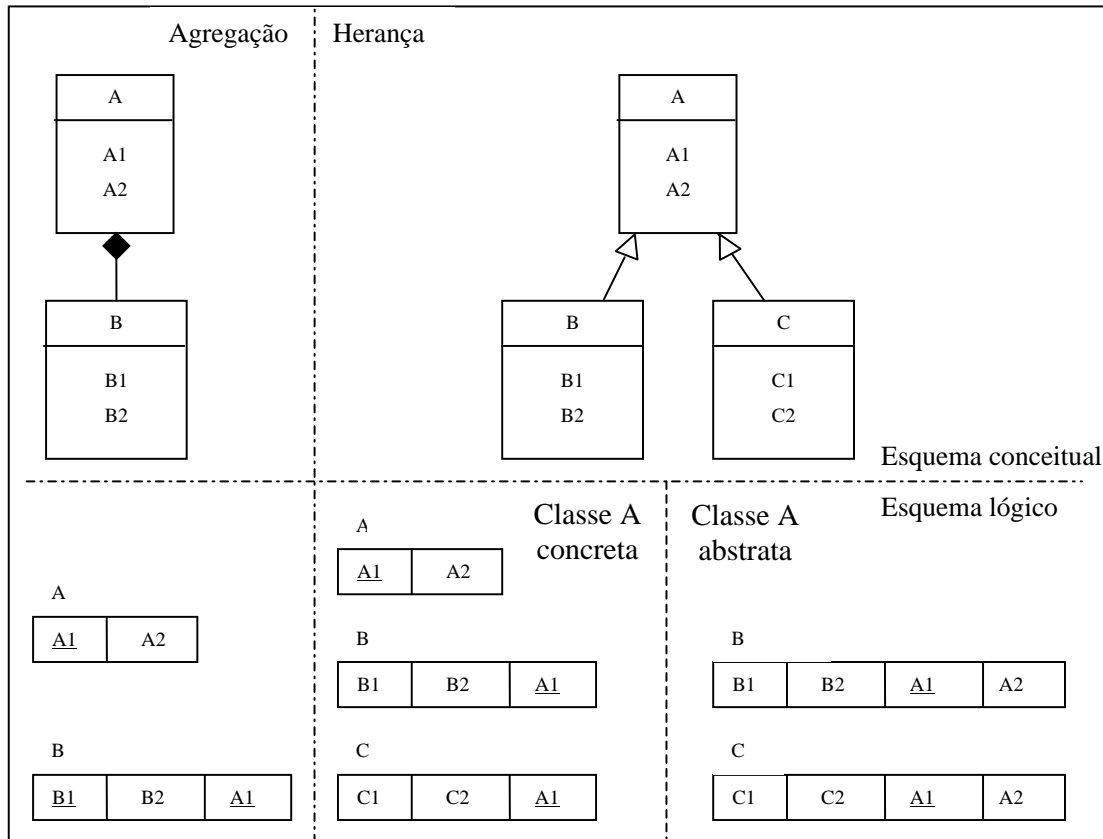 Agregação
Herança
A
A1
A2
B
B1
B2
A
A1
A2
B
B1
B2
C
C1
C2
Esquema conceitual
Esquema lógico
A
A1 A2
B
B1 B2 A1
Classe A
concreta
A
A1 A2
B
B1 B2 A1
C
C1 C2 A1
Classe A
abstrata
B
B1 B2 A1 A2
C
C1 C2 A1 A2